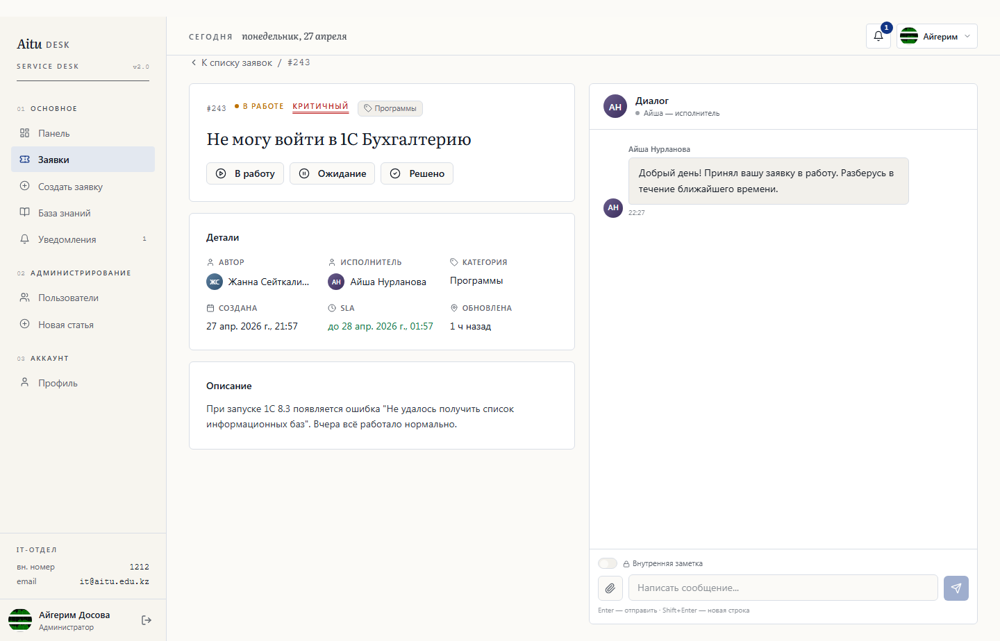 Aitu DESK
SERVICE DESK v2.0
01 ОСНОВНОЕ
Панель
Заявки
Создать заявку
База знаний
Уведомления 1
02 АДМИНИСТРИРОВАНИЕ
Пользователи
Новая статья
03 АККАУНТ
Профиль
IT-ОТДЕЛ
вн. номер 1212
email it@aitu.edu.kz
Айгерим Досова
Администратор
СЕГОДНЯ понедельник, 27 апреля
1
Айгерим
К списку заявок / #243
#243 В РАБОТЕ КРИТИЧНЫЙ Программы
Не могу войти в 1С Бухгалтерию
В работу Ожидание Решено
Детали
АВТОР ИСПОЛНИТЕЛЬ КАТЕГОРИЯ
ЖС Жанна Сейткали... АН Айша Нурланова Программы
СОЗДАНА SLA ОБНОВЛЕНА
27 апр. 2026 г., 21:57 до 28 апр. 2026 г., 01:57 1 ч назад
Описание
При запуске 1С 8.3 появляется ошибка "Не удалось получить список
информационных баз". Вчера всё работало нормально.
АН Диалог
Айша — исполнитель
Айша Нурланова
Добрый день! Принял вашу заявку в работу. Разберусь в
течение ближайшего времени.
АН
22:27
Внутренняя заметка
Написать сообщение...
Enter — отправить · Shift+Enter — новая строка